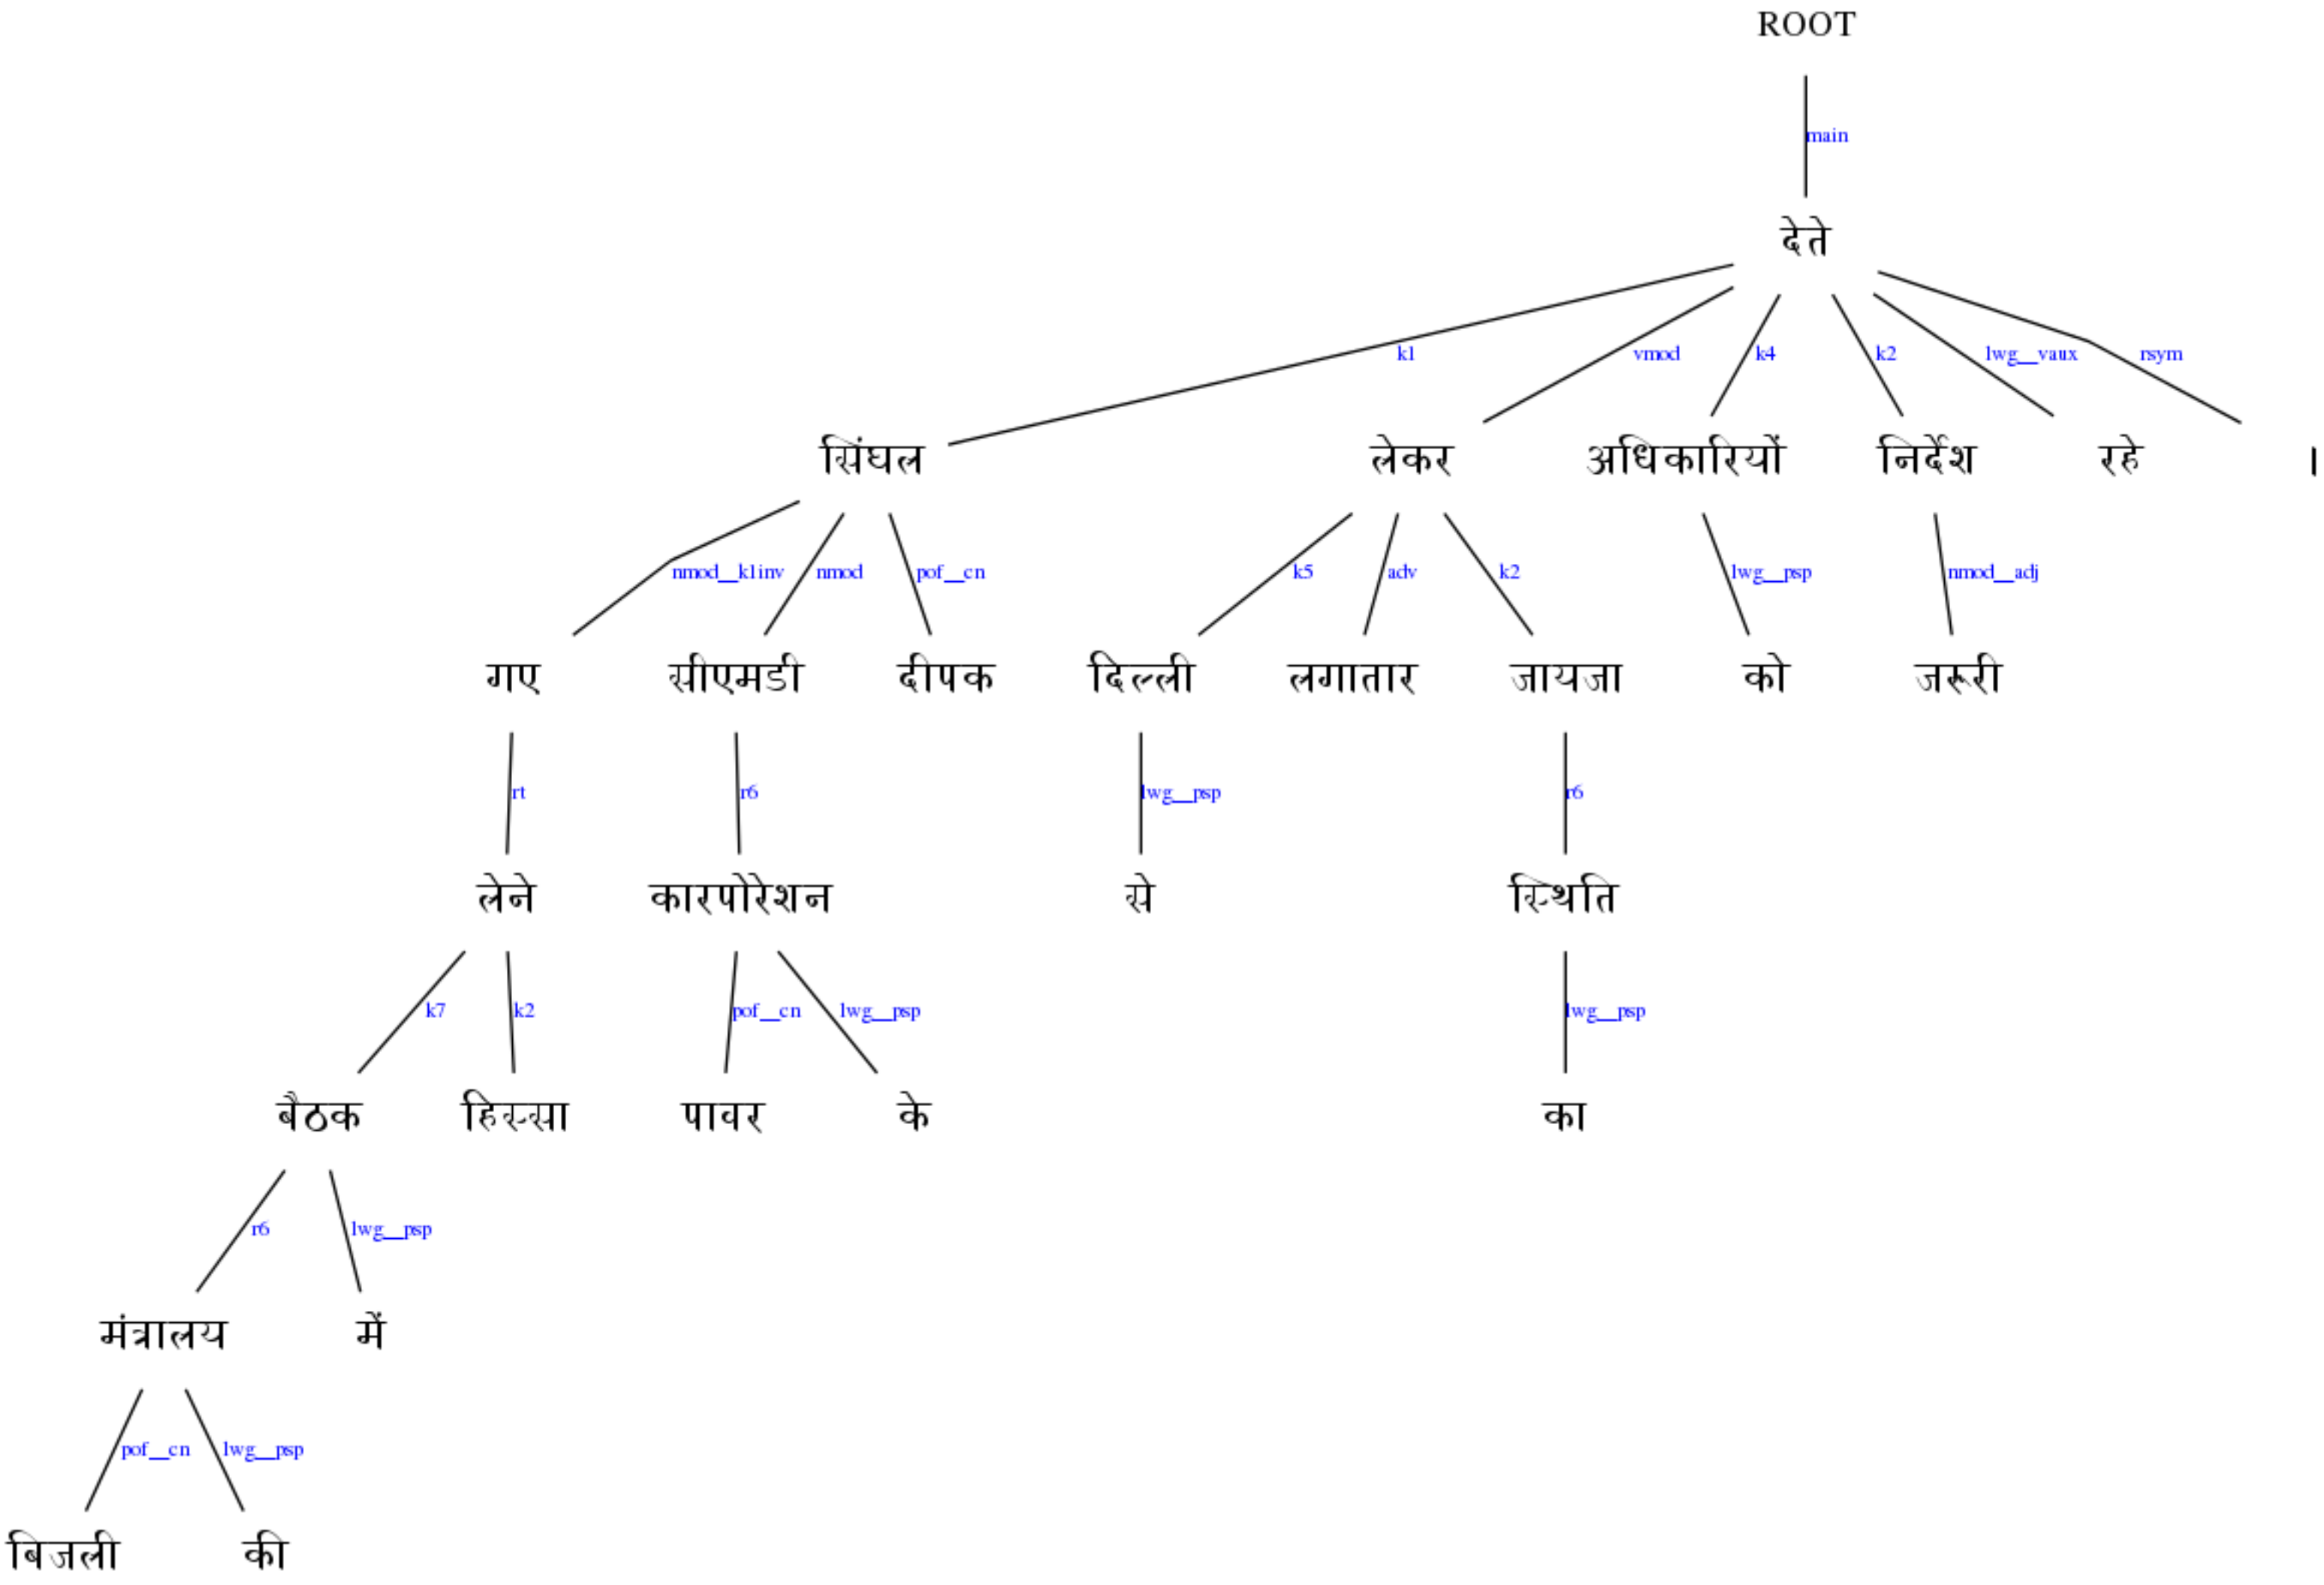 ROOT
main
देते
k1 vmod k4 k2 lwg__vaux rsym
सिंघल लेकर अधिकारियों निर्देश रहे ।
nmod__k1inv nmod pof__cn k5 adv k2 lwg__psp nmod__adj
गए सीएमडी दीपक दिल्ली लगातार जायजा को जरूरी
rt r6 lwg__psp r6
लेने कारपोरेशन से स्थिति
k7 k2 pof__cn lwg__psp lwg__psp
बैठक हिस्सा पावर के का
r6 lwg__psp
मंत्रालय में
pof__cn lwg__psp
बिजली की